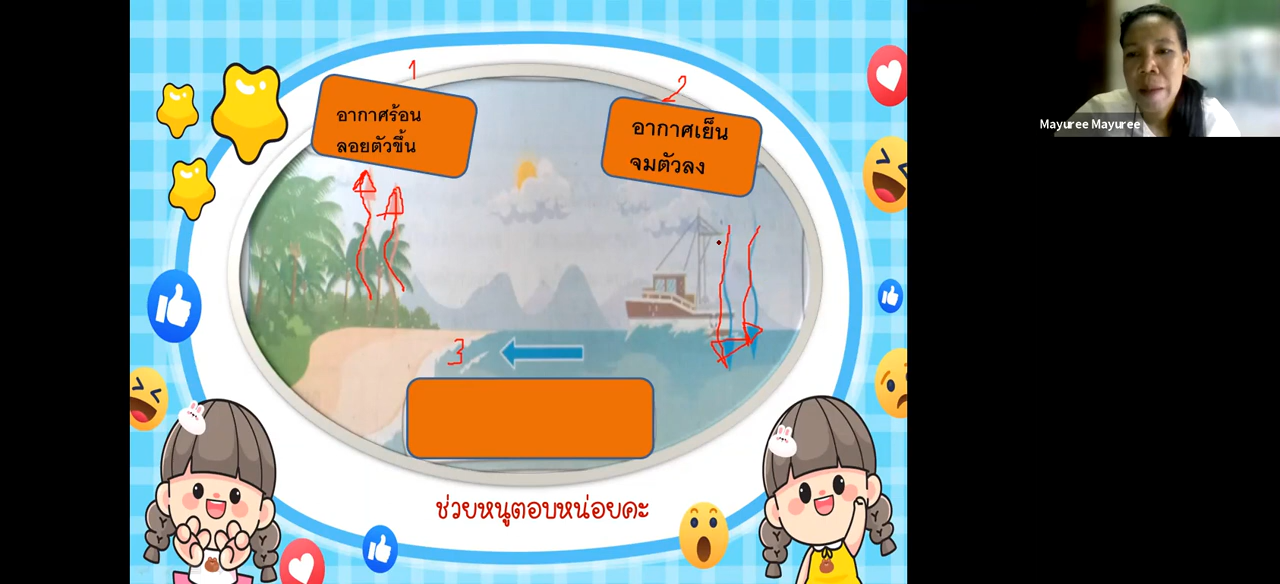 1
2
อากาศร้อน
ลอยตัวขึ้น
อากาศเย็น
จมตัวลง
Mayuree Mayuree
3
ช่วยหนูตอบหน่อยคะ